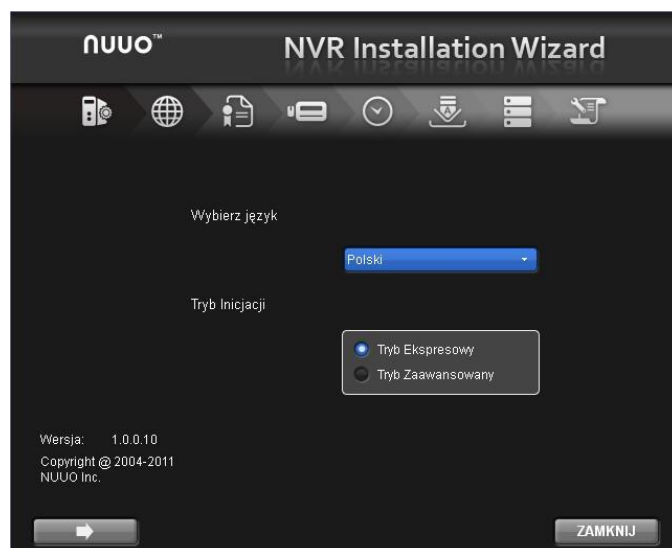 nuuo™
NVR Installation Wizard
Wybierz język
Polski
Tryb Inicjacji
Tryb Ekspresowy
Tryb Zaawansowany
Wersja: 1.0.0.10
Copyright @ 2004-2011
NUUO Inc.
ZAMKNIJ